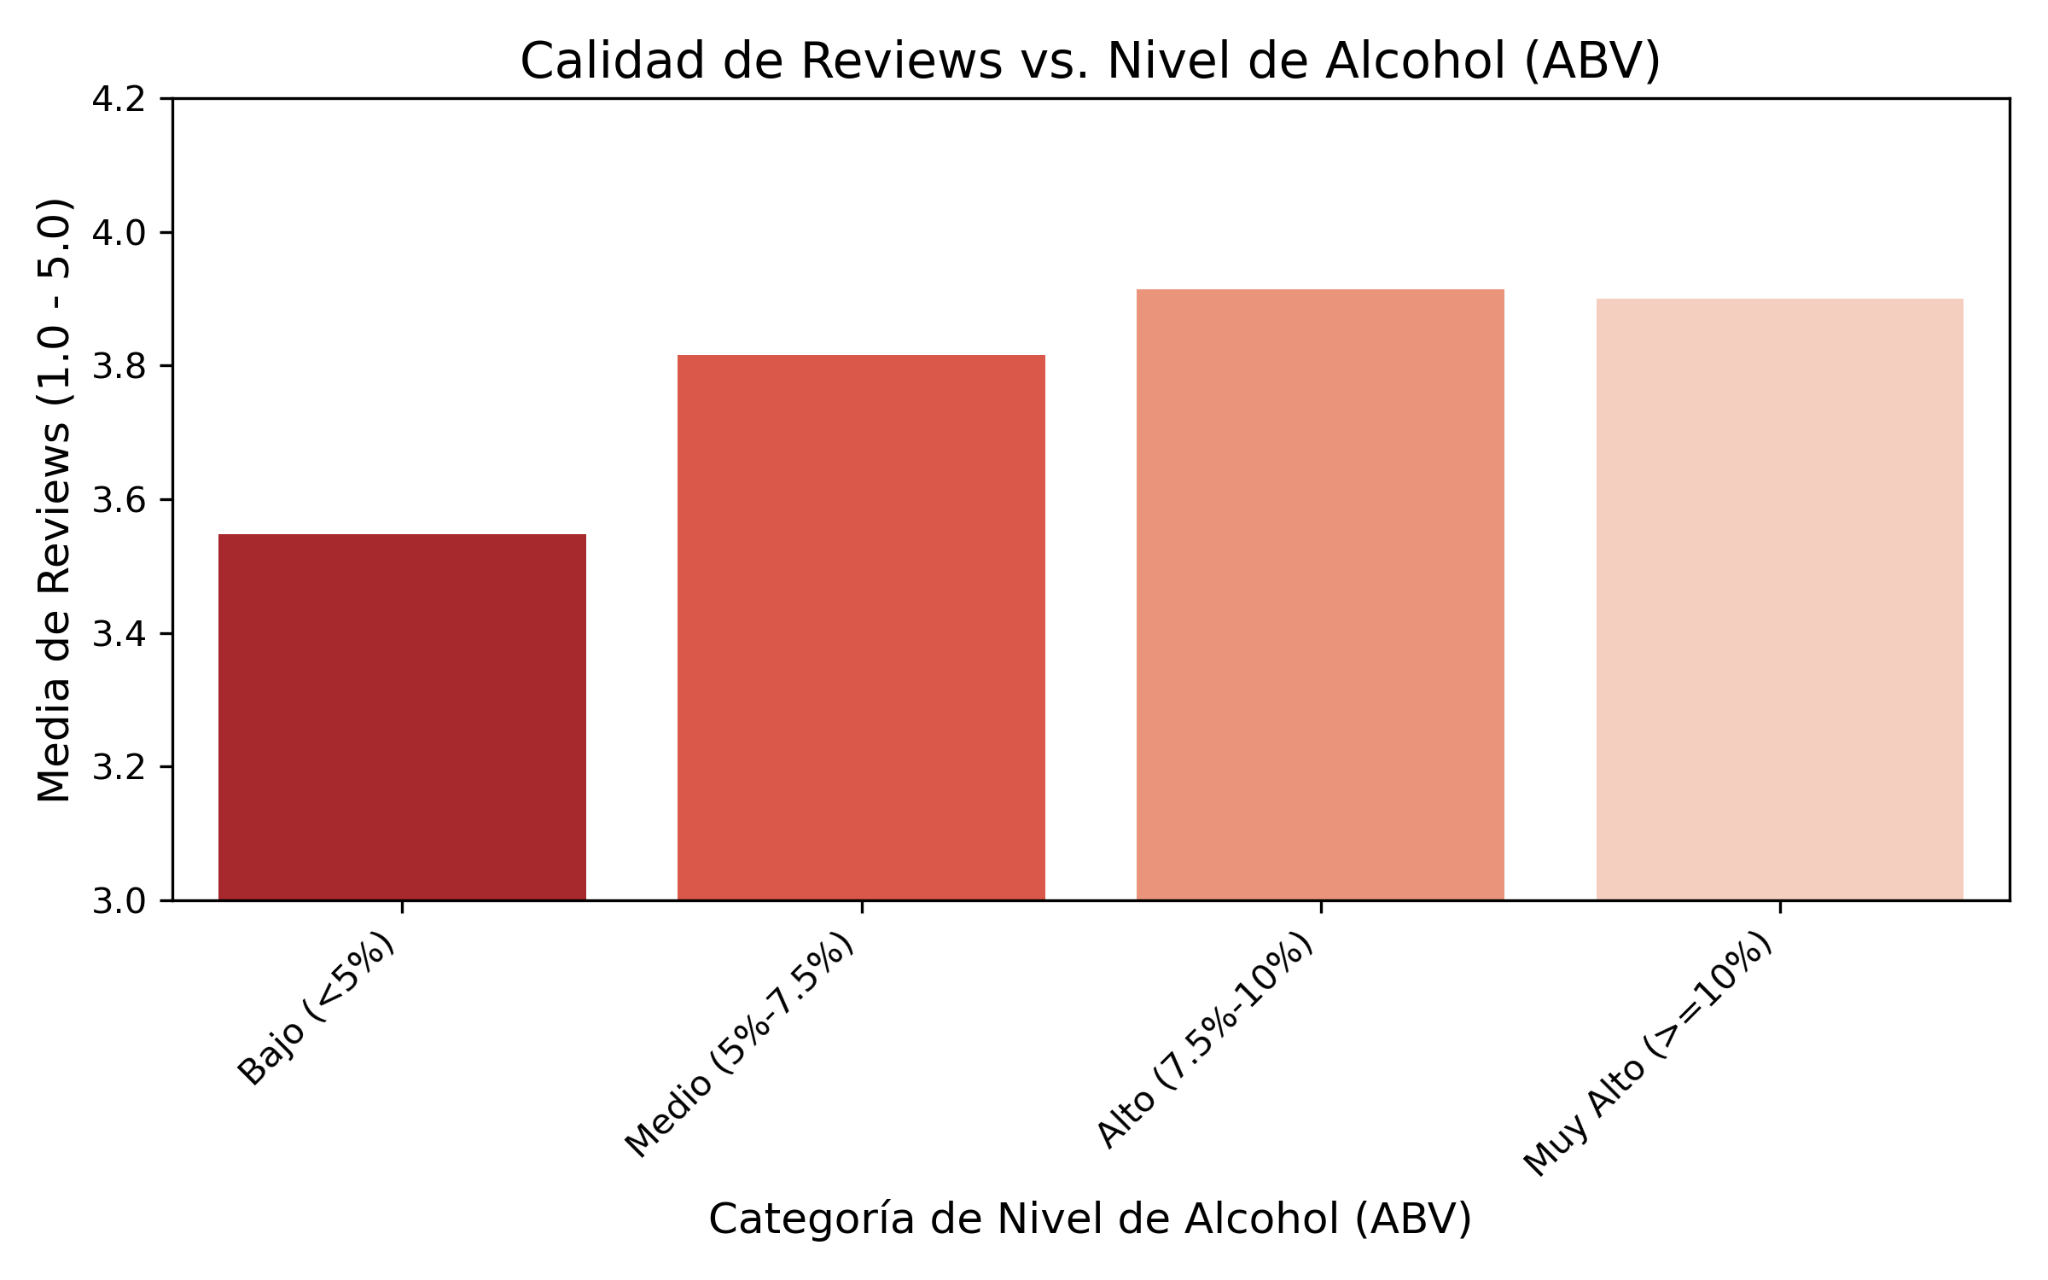 Calidad de Reviews vs. Nivel de Alcohol (ABV)
Media de Reviews (1.0 - 5.0)
4.2
4.0
3.8
3.6
3.4
3.2
3.0
Bajo (<5%)
Medio (5%-7.5%)
Alto (7.5%-10%)
Muy Alto (>=10%)
Categoría de Nivel de Alcohol (ABV)